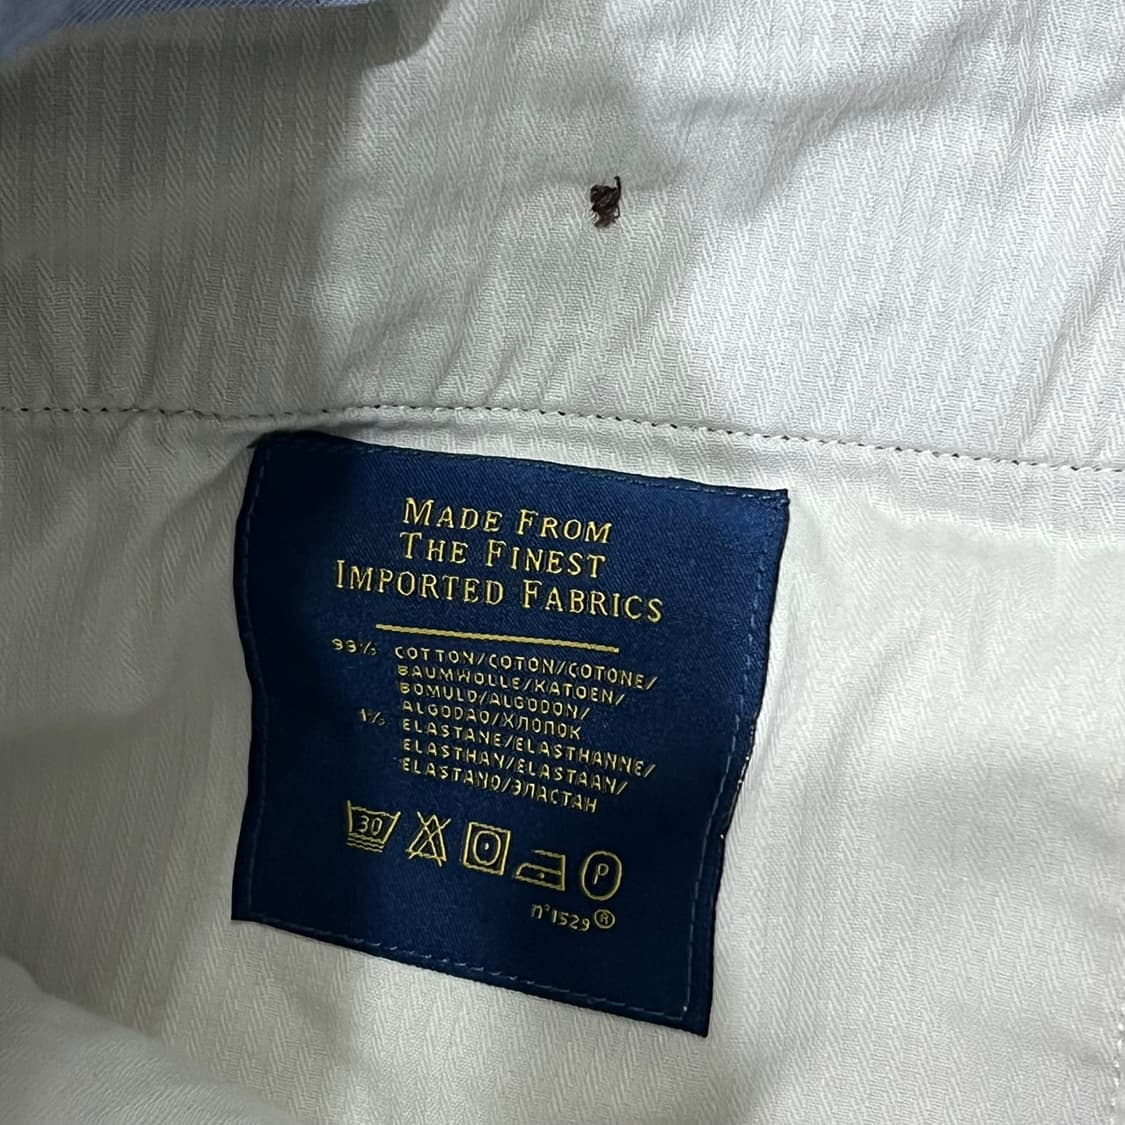 MADE FROM
THE FINEST
IMPORTED FABRICS
99% COTTON/COTON/COTONE/
BAUMWOLLE/KATOEN/
BOMULD/ALGODON/
ALGODAO/ХЛОПОК
1% ELASTANE/ELASTHANNE/
ELASTHAN/ELASTAAN/
ELASTANO/ЭЛАСТАН
30
P
n°1529®